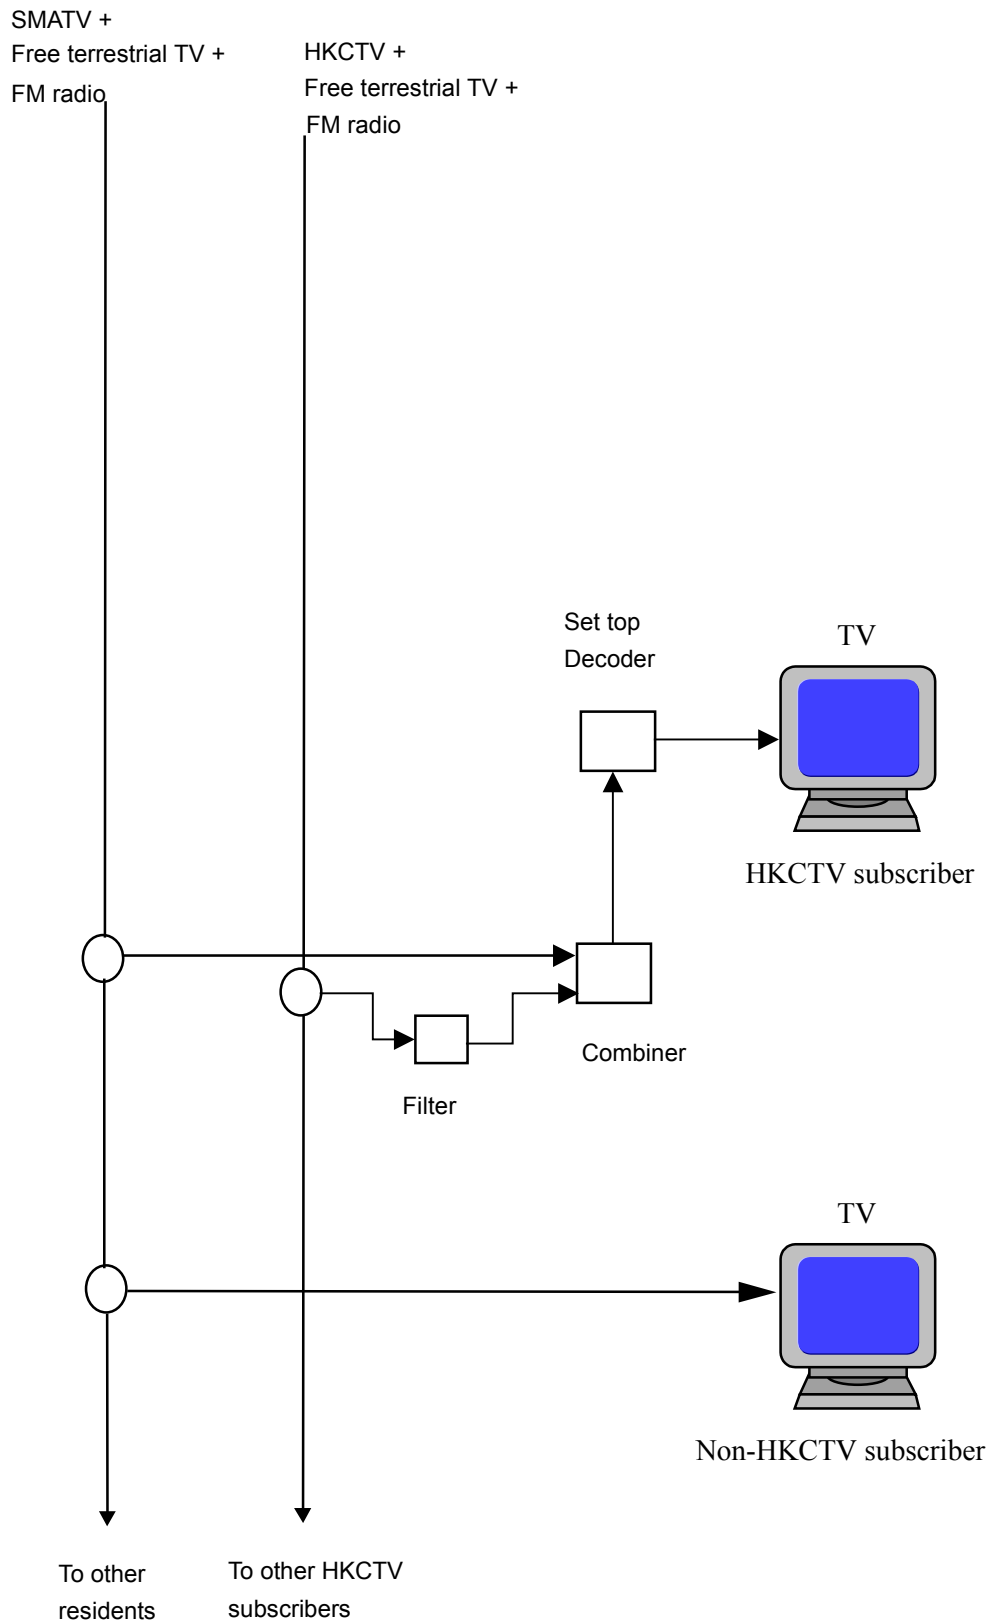 SMATV +
Free terrestrial TV +
FM radio
HKCTV +
Free terrestrial TV +
FM radio
Set top
Decoder
TV
HKCTV subscriber
Combiner
Filter
TV
Non-HKCTV subscriber
To other
residents
To other HKCTV
subscribers